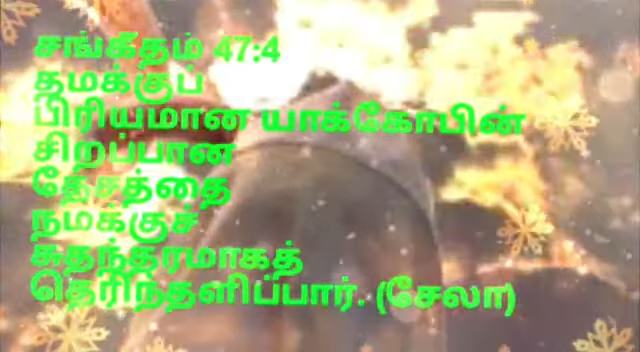 சங்கீதம் 47:4
தமக்குப்
பிரியமான யாக்கோபின்
சிறப்பான
தேசத்தை
நமக்குச்
சுதந்தரமாகத்
தெரிந்தளிப்பார். (சேலா)